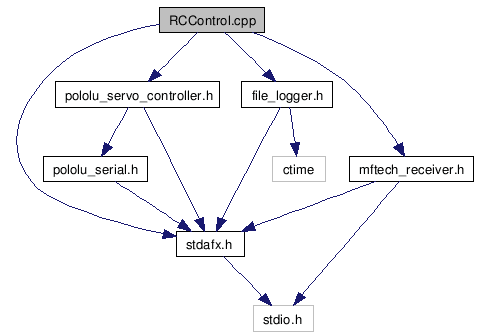 RCControl.cpp
pololu_servo_controller.h
file_logger.h
pololu_serial.h
ctime
mftech_receiver.h
stdafx.h
stdio.h